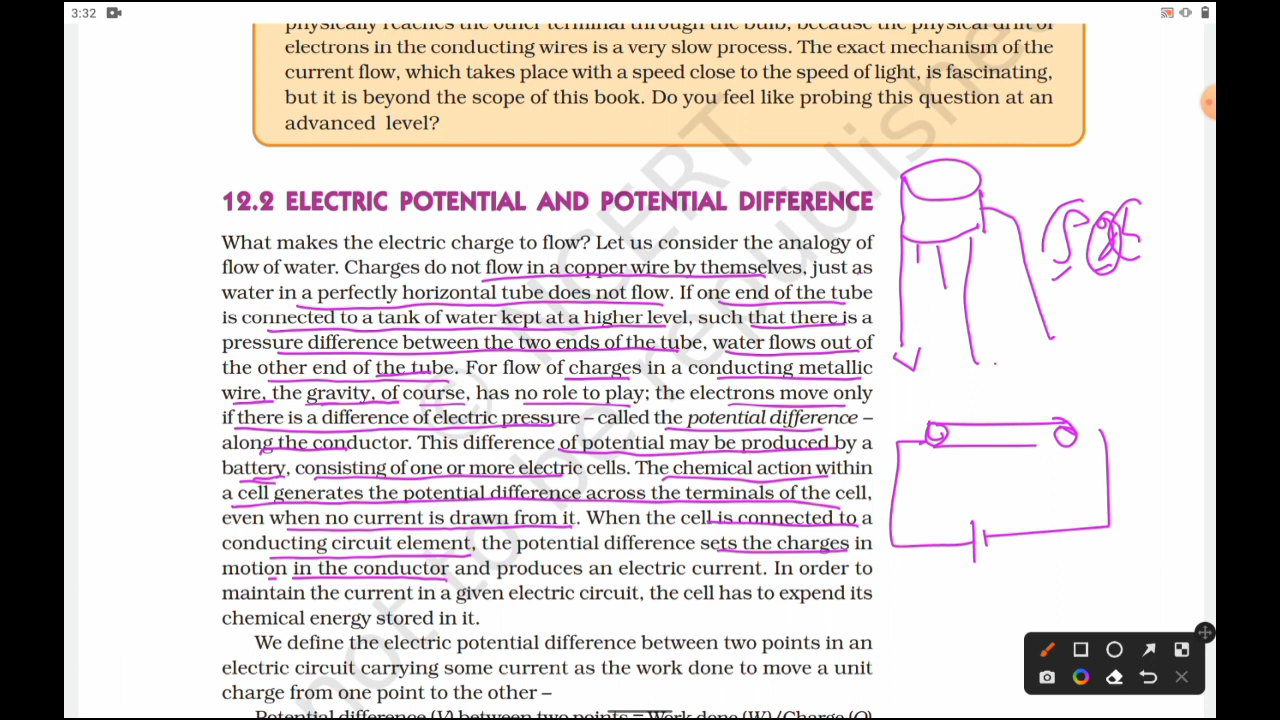 3:32
physically reaches the other terminal through the bulb, because the physical drift of
electrons in the conducting wires is a very slow process. The exact mechanism of the
current flow, which takes place with a speed close to the speed of light, is fascinating,
but it is beyond the scope of this book. Do you feel like probing this question at an
advanced level?
12.2 ELECTRIC POTENTIAL AND POTENTIAL DIFFERENCE
What makes the electric charge to flow? Let us consider the analogy of
flow of water. Charges do not flow in a copper wire by themselves, just as
water in a perfectly horizontal tube does not flow. If one end of the tube
is connected to a tank of water kept at a higher level, such that there is a
pressure difference between the two ends of the tube, water flows out of
the other end of the tube. For flow of charges in a conducting metallic
wire, the gravity, of course, has no role to play; the electrons move only
if there is a difference of electric pressure – called the potential difference –
along the conductor. This difference of potential may be produced by a
battery, consisting of one or more electric cells. The chemical action within
a cell generates the potential difference across the terminals of the cell,
even when no current is drawn from it. When the cell is connected to a
conducting circuit element, the potential difference sets the charges in
motion in the conductor and produces an electric current. In order to
maintain the current in a given electric circuit, the cell has to expend its
chemical energy stored in it.
We define the electric potential difference between two points in an
electric circuit carrying some current as the work done to move a unit
charge from one point to the other –
Potential difference (V) between two points = Work done (W)/Charge (Q)
© NCERT
not to be republished